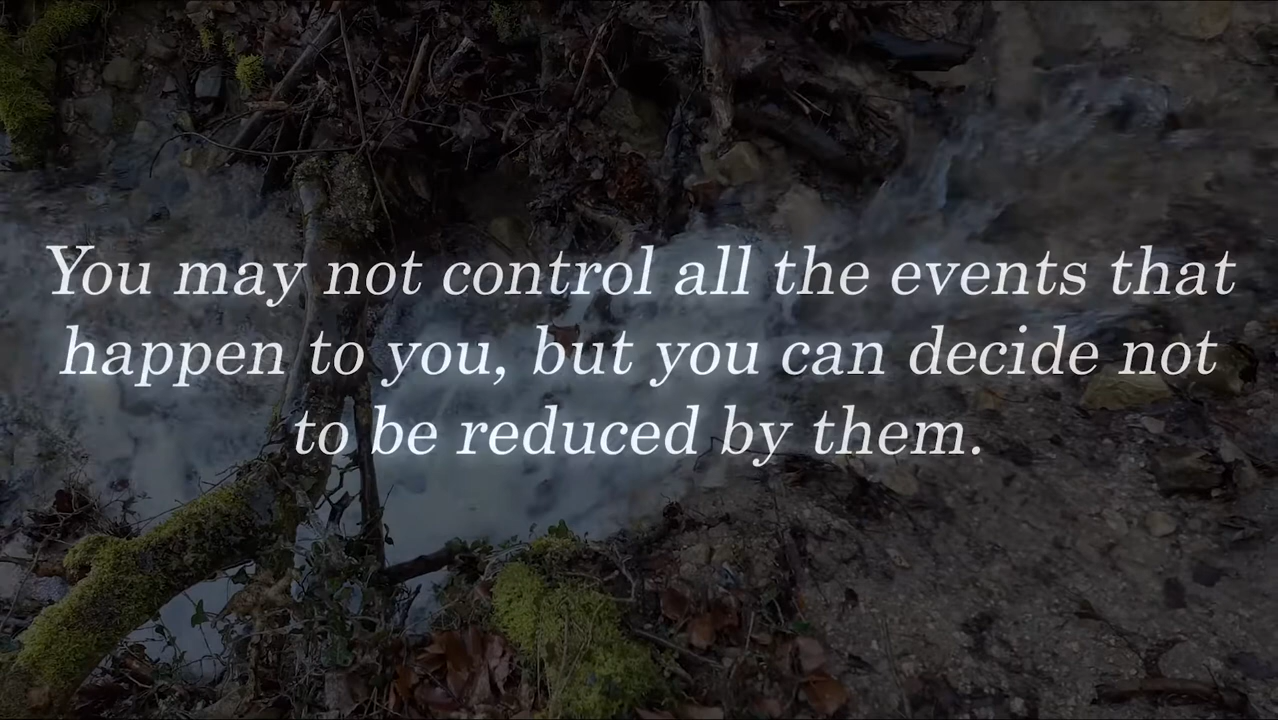 You may not control all the events that
happen to you, but you can decide not
to be reduced by them.